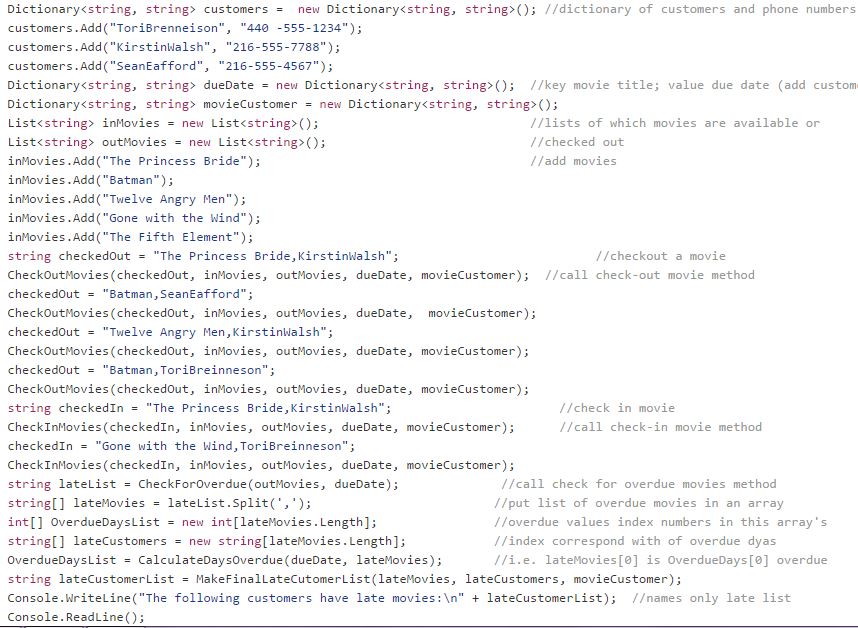 Dictionary<string, string> customers =  new Dictionary<string, string>(); //dictionary of customers and phone numbers
customers.Add("ToriBrenneison", "440 -555-1234");
customers.Add("KirstinWalsh", "216-555-7788");
customers.Add("SeanEafford", "216-555-4567");
Dictionary<string, string> dueDate = new Dictionary<string, string>();  //key movie title; value due date (add custome
Dictionary<string, string> movieCustomer = new Dictionary<string, string>();
List<string> inMovies = new List<string>(); //lists of which movies are available or
List<string> outMovies = new List<string>(); //checked out
inMovies.Add("The Princess Bride"); //add movies
inMovies.Add("Batman");
inMovies.Add("Twelve Angry Men");
inMovies.Add("Gone with the Wind");
inMovies.Add("The Fifth Element");
string checkedOut = "The Princess Bride,KirstinWalsh"; //checkout a movie
CheckOutMovies(checkedOut, inMovies, outMovies, dueDate, movieCustomer);  //call check-out movie method
checkedOut = "Batman,SeanEafford";
CheckOutMovies(checkedOut, inMovies, outMovies, dueDate,  movieCustomer);
checkedOut = "Twelve Angry Men,KirstinWalsh";
CheckOutMovies(checkedOut, inMovies, outMovies, dueDate, movieCustomer);
checkedOut = "Batman,ToriBreinneson";
CheckOutMovies(checkedOut, inMovies, outMovies, dueDate, movieCustomer);
string checkedIn = "The Princess Bride,KirstinWalsh"; //check in movie
CheckInMovies(checkedIn, inMovies, outMovies, dueDate, movieCustomer); //call check-in movie method
checkedIn = "Gone with the Wind,ToriBreinneson";
CheckInMovies(checkedIn, inMovies, outMovies, dueDate, movieCustomer);
string lateList = CheckForOverdue(outMovies, dueDate); //call check for overdue movies method
string[] lateMovies = lateList.Split(','); //put list of overdue movies in an array
int[] OverdueDaysList = new int[lateMovies.Length]; //overdue values index numbers in this array's
string[] lateCustomers = new string[lateMovies.Length]; //index correspond with of overdue dyas
OverdueDaysList = CalculateDaysOverdue(dueDate, lateMovies); //i.e. lateMovies[0] is OverdueDays[0] overdue
string lateCustomerList = MakeFinalLateCutomerList(lateMovies, lateCustomers, movieCustomer);
Console.WriteLine("The following customers have late movies:\n" + lateCustomerList);  //names only late list
Console.ReadLine();